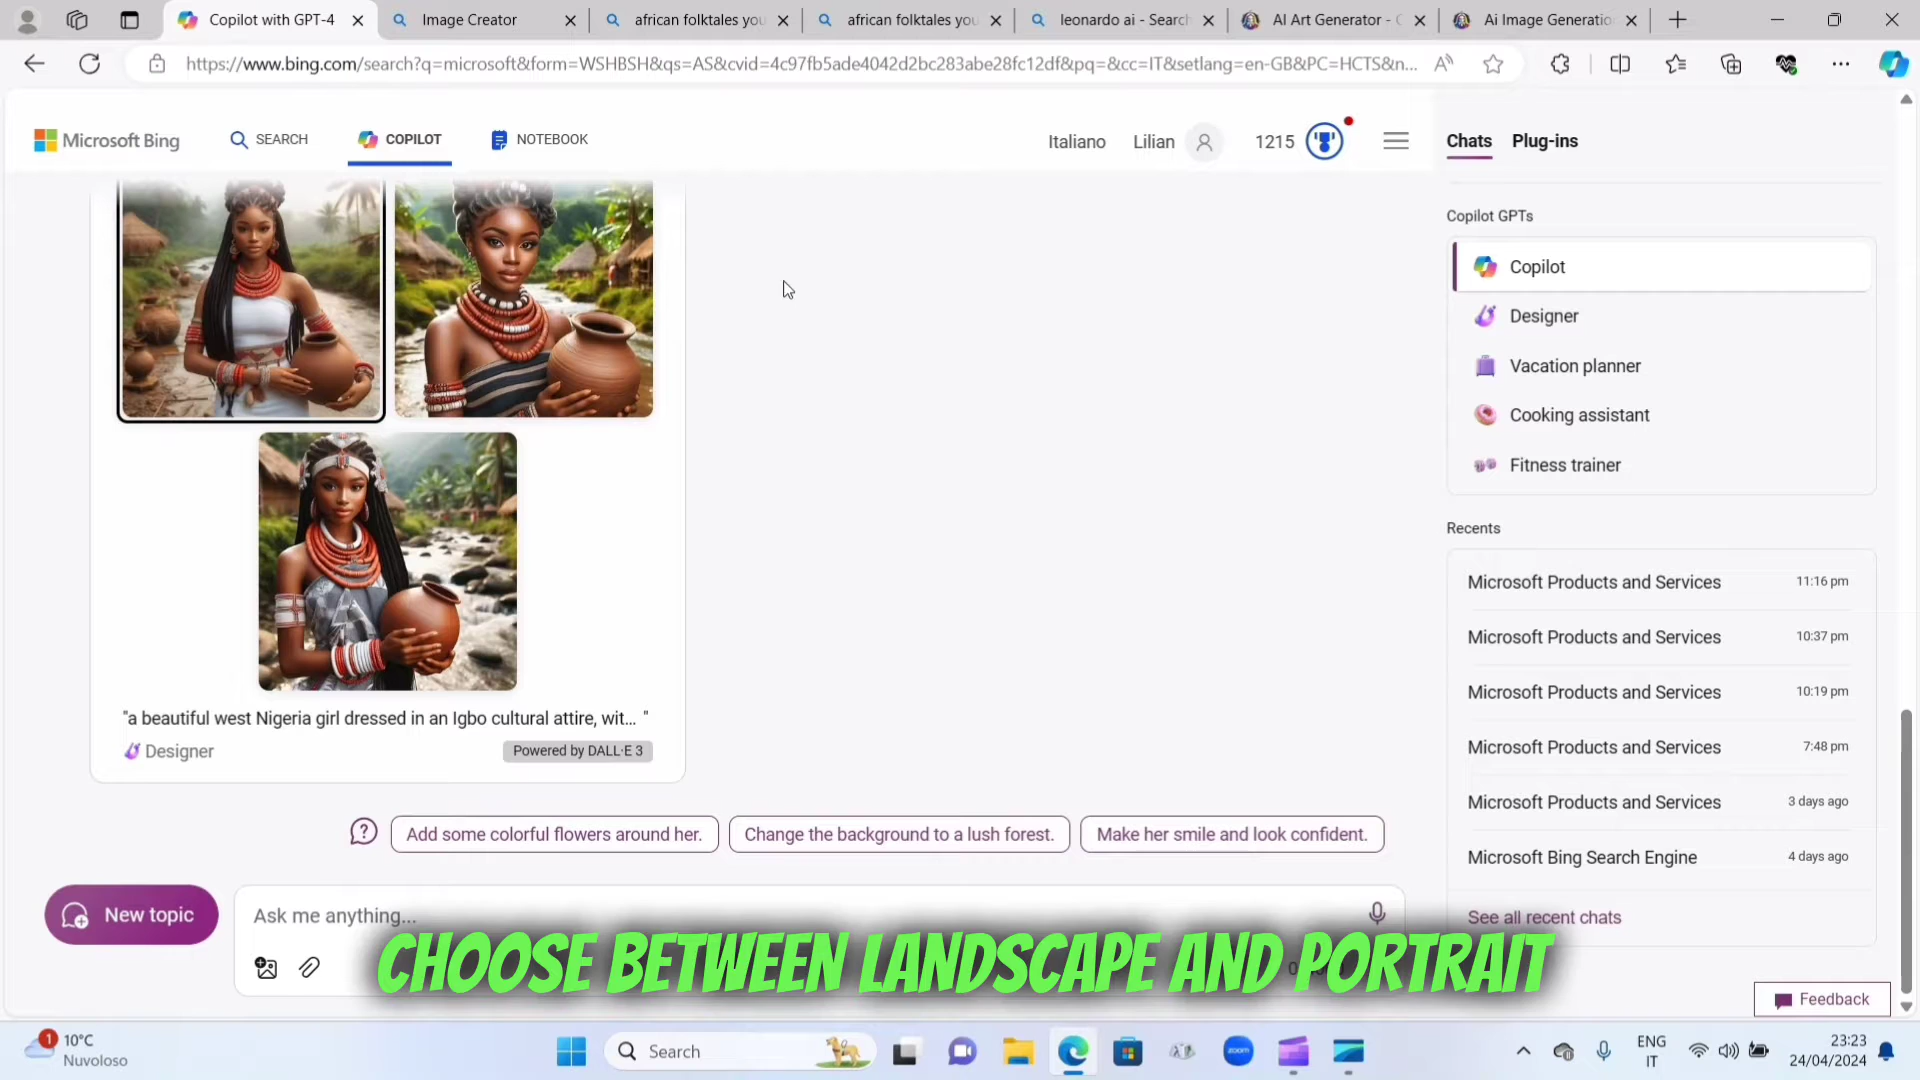 Copilot with GPT-4
Image Creator
african folktales you
african folktales you
leonardo ai - Search
AI Art Generator - C
Ai Image Generatio
https://www.bing.com/search?q=microsoft&form=WSHBSH&qs=AS&cvid=4c97fb5ade4042d2bc283abe28fc12df&pq=&cc=IT&setlang=en-GB&PC=HCTS&n...
Microsoft Bing
SEARCH
COPILOT
NOTEBOOK
Italiano
Lilian
1215
Chats
Plug-ins
Copilot GPTs
Copilot
Designer
Vacation planner
Cooking assistant
Fitness trainer
Recents
Microsoft Products and Services 11:16 pm
Microsoft Products and Services 10:37 pm
Microsoft Products and Services 10:19 pm
Microsoft Products and Services 7:48 pm
Microsoft Products and Services 3 days ago
Microsoft Bing Search Engine 4 days ago
See all recent chats
"a beautiful west Nigeria girl dressed in an Igbo cultural attire, wit... "
Designer
Powered by DALL·E 3
Add some colorful flowers around her.
Change the background to a lush forest.
Make her smile and look confident.
New topic
Ask me anything...
CHOOSE BETWEEN LANDSCAPE AND PORTRAIT
Feedback
1
10°C
Nuvoloso
Search
zoom
ENG
IT
23:23
24/04/2024